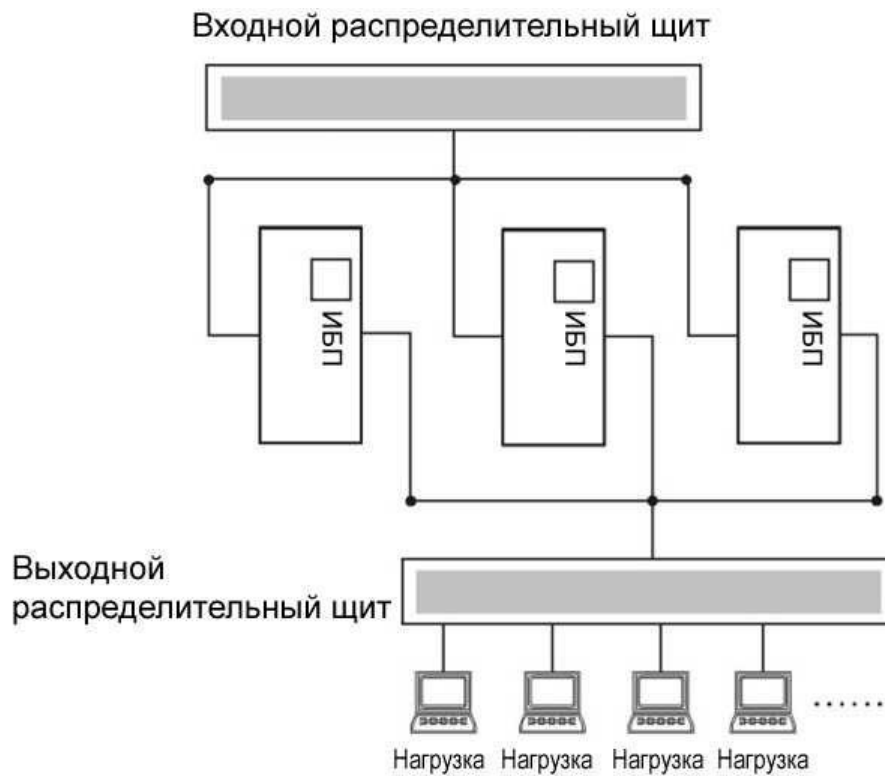 Входной распределительный щит
ИБП
ИБП
ИБП
Выходной
распределительный щит
Нагрузка Нагрузка Нагрузка Нагрузка